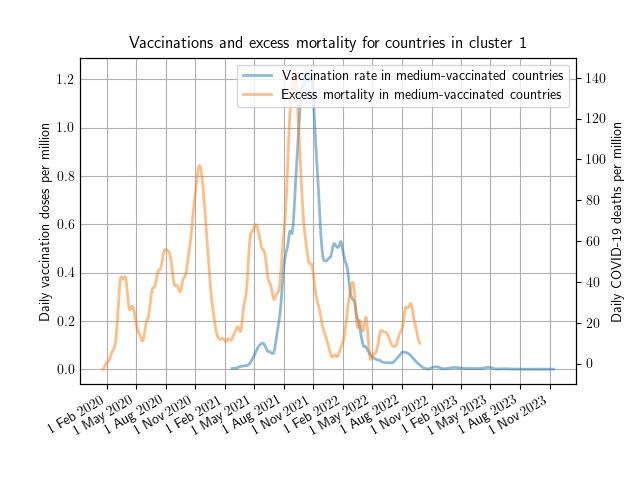 Vaccinations and excess mortality for countries in cluster 1
Vaccination rate in medium-vaccinated countries
Excess mortality in medium-vaccinated countries
Daily vaccination doses per million
1.2
1.0
0.8
0.6
0.4
0.2
0.0
140
120
100
80
60
40
20
0
Daily COVID-19 deaths per million
1 Feb 2020
1 May 2020
1 Aug 2020
1 Nov 2020
1 Feb 2021
1 May 2021
1 Aug 2021
1 Nov 2021
1 Feb 2022
1 May 2022
1 Aug 2022
1 Nov 2022
1 Feb 2023
1 May 2023
1 Aug 2023
1 Nov 2023